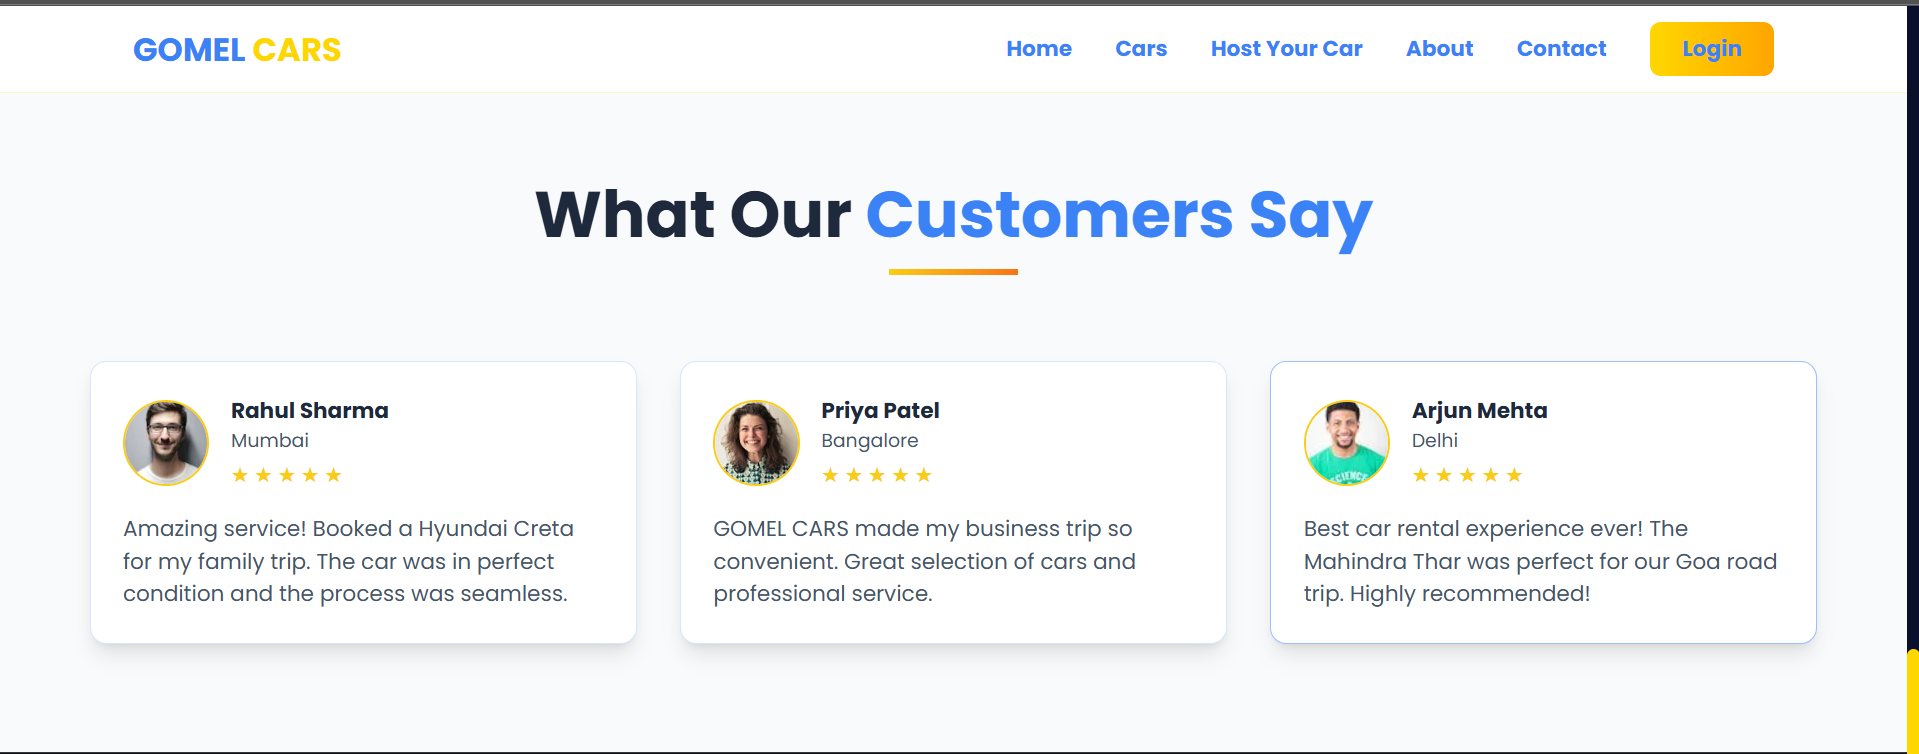 GOMEL CARS
Home Cars Host Your Car About Contact Login
What Our Customers Say
Rahul Sharma
Mumbai
★★★★★
Amazing service! Booked a Hyundai Creta
for my family trip. The car was in perfect
condition and the process was seamless.
Priya Patel
Bangalore
★★★★★
GOMEL CARS made my business trip so
convenient. Great selection of cars and
professional service.
Arjun Mehta
Delhi
★★★★★
SCIENCE
Best car rental experience ever! The
Mahindra Thar was perfect for our Goa road
trip. Highly recommended!